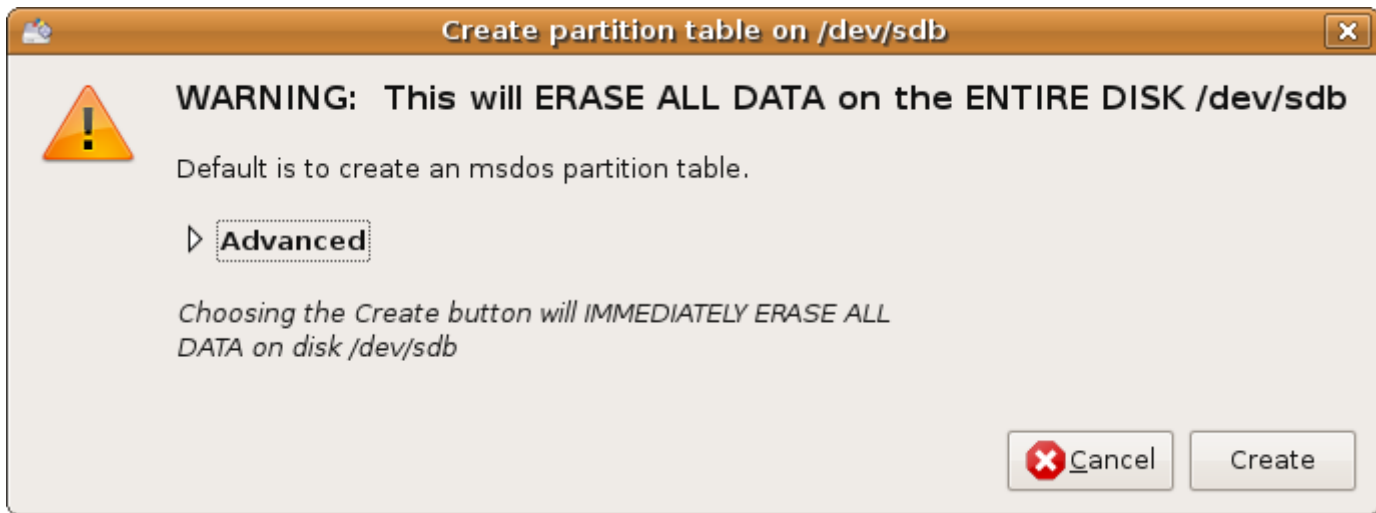 Create partition table on /dev/sdb
WARNING: This will ERASE ALL DATA on the ENTIRE DISK /dev/sdb
Default is to create an msdos partition table.
Advanced
Choosing the Create button will IMMEDIATELY ERASE ALL
DATA on disk /dev/sdb
Cancel
Create